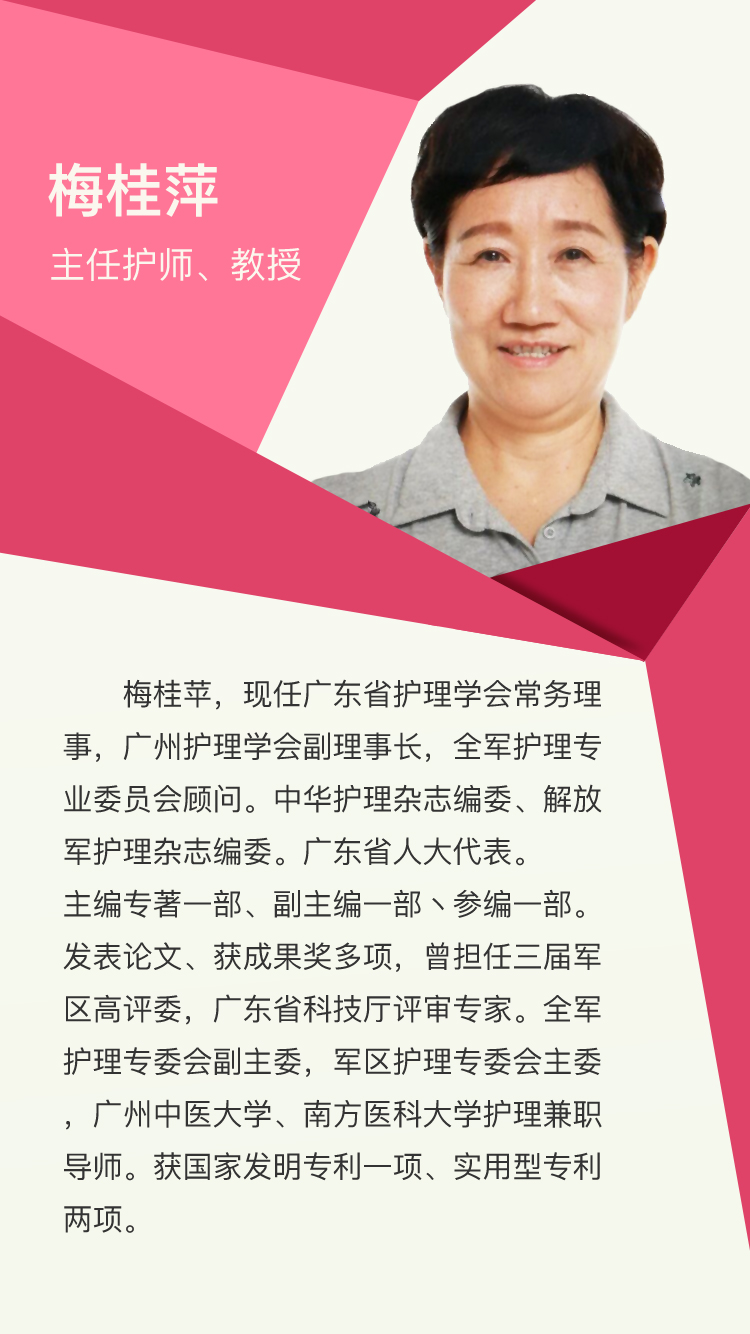 梅桂萍
主任护师、教授
梅桂苹，现任广东省护理学会常务理
事，广州护理学会副理事长，全军护理专
业委员会顾问。中华护理杂志编委、解放
军护理杂志编委。广东省人大代表。
主编专著一部、副主编一部丶参编一部。
发表论文、获成果奖多项，曾担任三届军
区高评委，广东省科技厅评审专家。全军
护理专委会副主委，军区护理专委会主委
，广州中医大学、南方医科大学护理兼职
导师。获国家发明专利一项、实用型专利
两项。